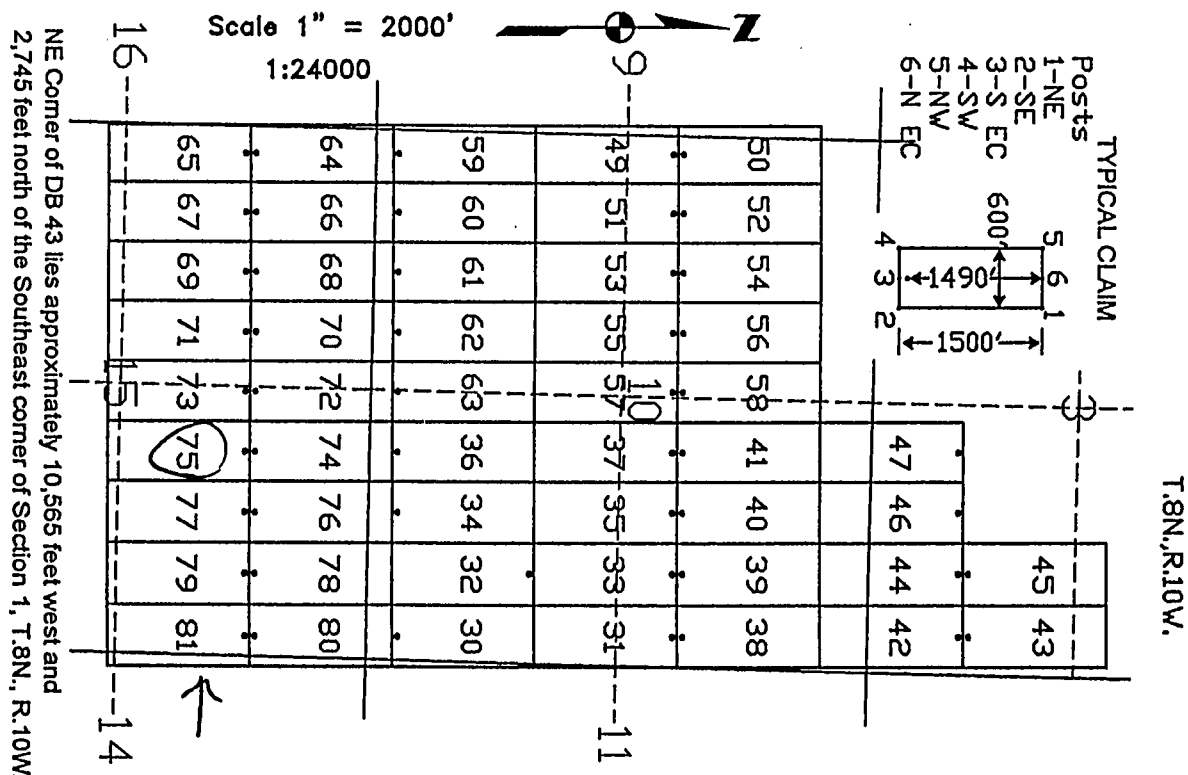 Scale 1" = 2000'
1:24000
Z
T.8N.,R.10W.
TYPICAL CLAIM
Posts
1-NE
2-SE
3-S EC
4-SW
5-NW
6-N EC
600'
1490'
1500'
5 6 1
4 3 2
16 9
65 64 59 49 50
67 66 60 51 52
69 68 61 53 54
71 70 62 55 56
15 10 3
73 72 63 57 58
75 74 36 37 41 47
77 76 34 35 40 46
79 78 32 33 39 44 45
81 80 30 31 38 42 43
14 11
NE Corner of DB 43 lies approximately 10,565 feet west and
2,745 feet north of the Southeast corner of Section 1, T.8N., R.10W